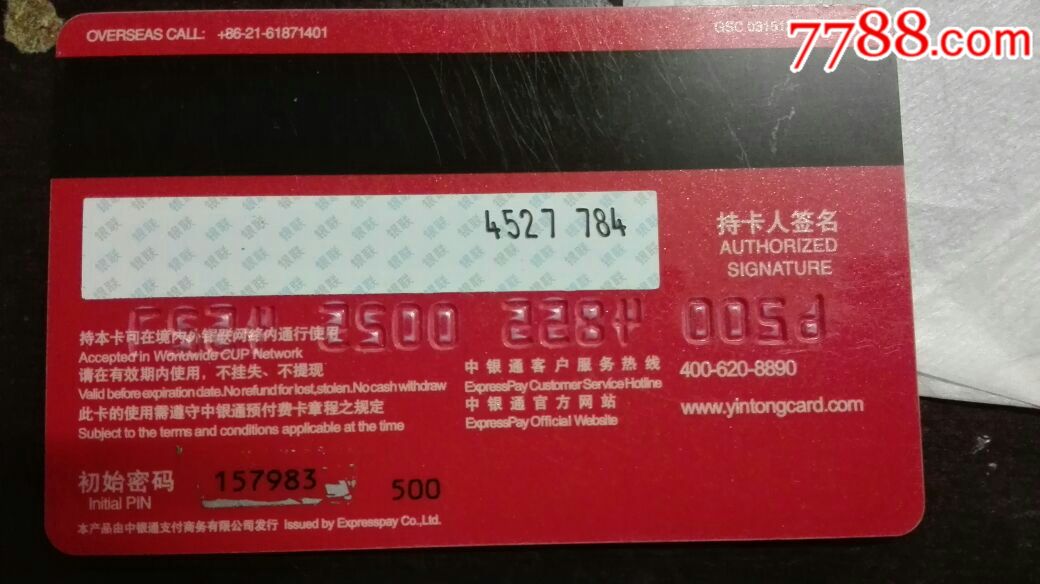 OVERSEAS CALL: +86-21-61871401
7788.com
4527 784
持卡人签名
AUTHORIZED
SIGNATURE
持本卡可在境内外银联网络内通行使用
Accepted in Worldwide CUP Network
请在有效期内使用，不挂失、不提现
Valid before expiration date.No refund for lost,stolen.No cash withdraw
此卡的使用需遵守中银通预付费卡章程之规定
Subject to the terms and conditions applicable at the time
中银通客户服务热线
ExpressPay Customer Service Hotline
400-620-8890
中银通官方网站
ExpressPay Official Website
www.yintongcard.com
初始密码 157983 500
Initial PIN
本产品由中银通支付商务有限公司发行 Issued by Expresspay Co.,Ltd.